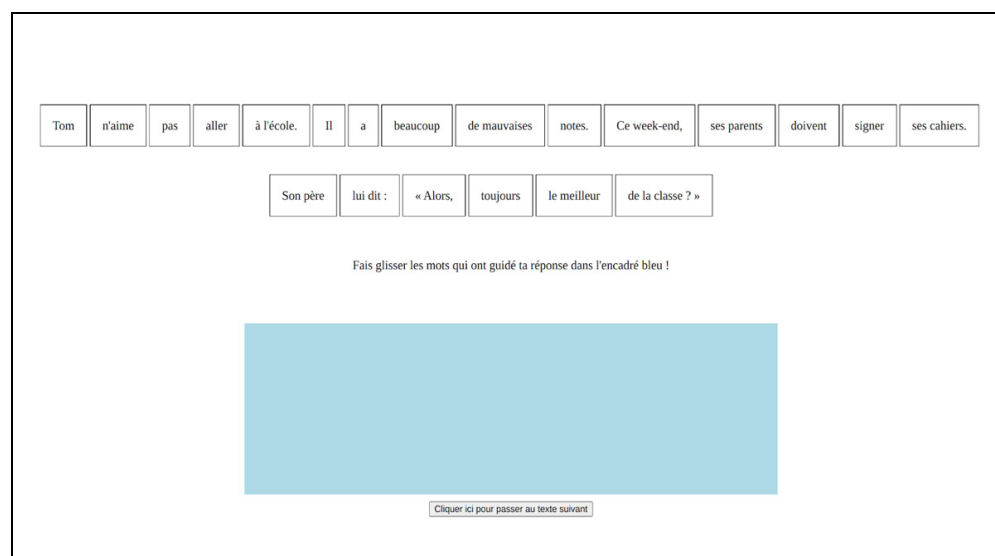 Tom n'aime pas aller à l'école. Il a beaucoup de mauvaises notes. Ce week-end, ses parents doivent signer ses cahiers.
Son père lui dit : « Alors, toujours le meilleur de la classe ? »
Fais glisser les mots qui ont guidé ta réponse dans l'encadré bleu !
Cliquer ici pour passer au texte suivant